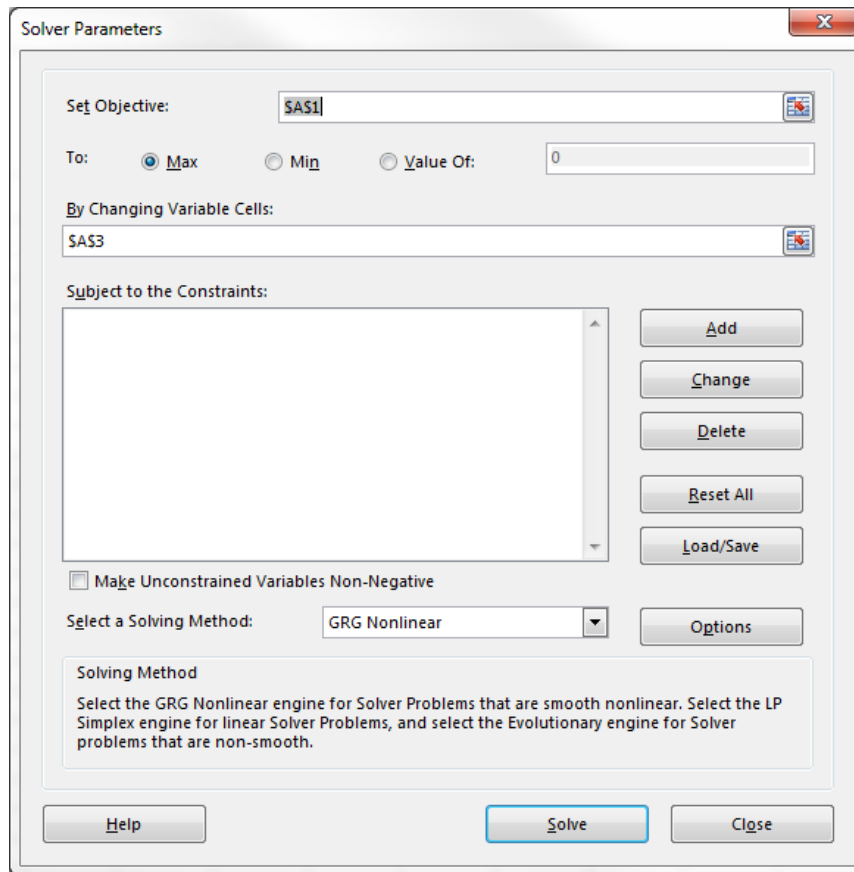 Solver Parameters
Set Objective: $A$1
To: Max Min Value Of: 0
By Changing Variable Cells:
$A$3
Subject to the Constraints:
Add
Change
Delete
Reset All
Load/Save
Make Unconstrained Variables Non-Negative
Select a Solving Method: GRG Nonlinear Options
Solving Method
Select the GRG Nonlinear engine for Solver Problems that are smooth nonlinear. Select the LP
Simplex engine for linear Solver Problems, and select the Evolutionary engine for Solver
problems that are non-smooth.
Help Solve Close